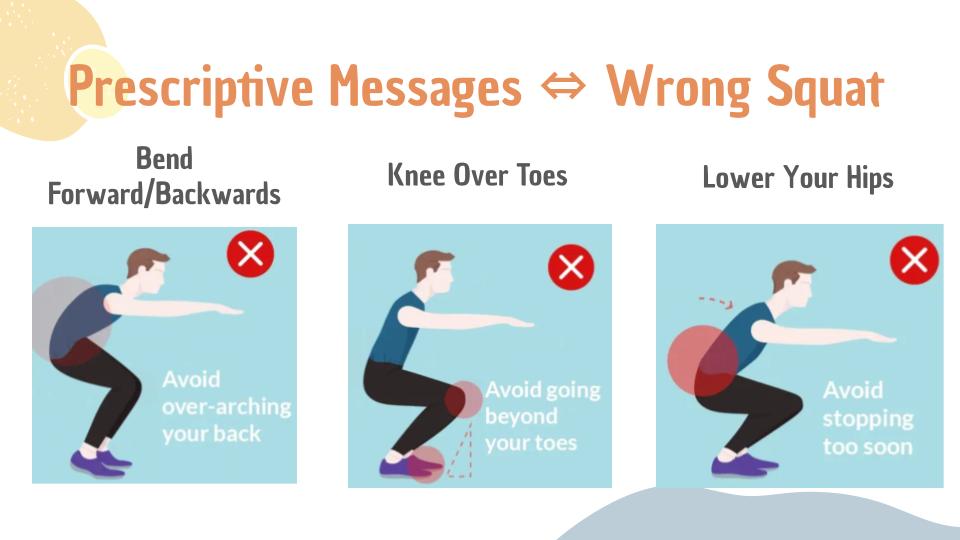 Prescriptive Messages ⇔ Wrong Squat
Bend
Forward/Backwards
Knee Over Toes
Lower Your Hips
Avoid
over-arching
your back
Avoid going
beyond
your toes
Avoid
stopping
too soon